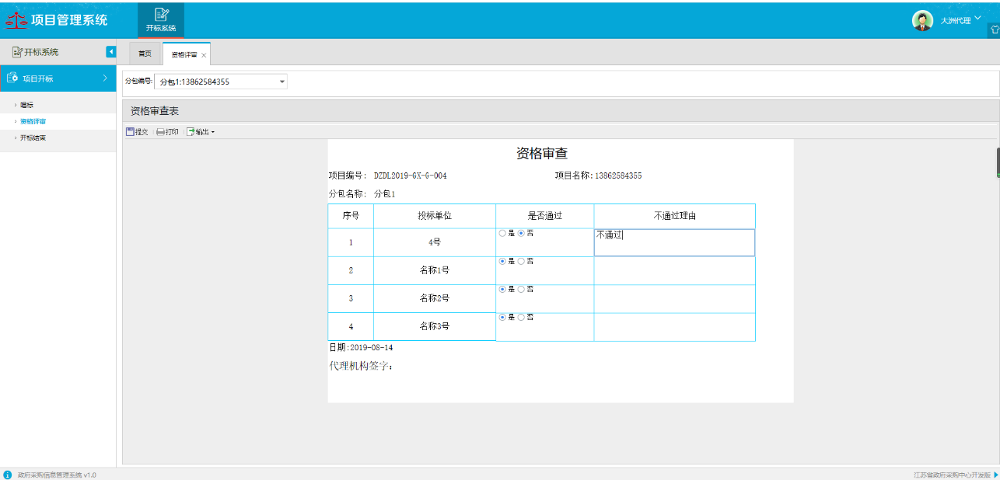 项目管理系统
开标系统
大洲代理
开标系统
首页
资格评审
项目开标
分包编号: 分包1:13862584355
唱标
资格评审
开标结束
资格审查表
提交 打印 输出
资格审查
项目编号: DZDL2019-GX-G-004 项目名称:13862584355
分包名称: 分包1
序号 投标单位 是否通过 不通过理由
1 4号 是 否 不通过
2 名称1号 是 否
3 名称2号 是 否
4 名称3号 是 否
日期:2019-08-14
代理机构签字:
政府采购信息管理系统 v1.0
江苏省政府采购中心开发版